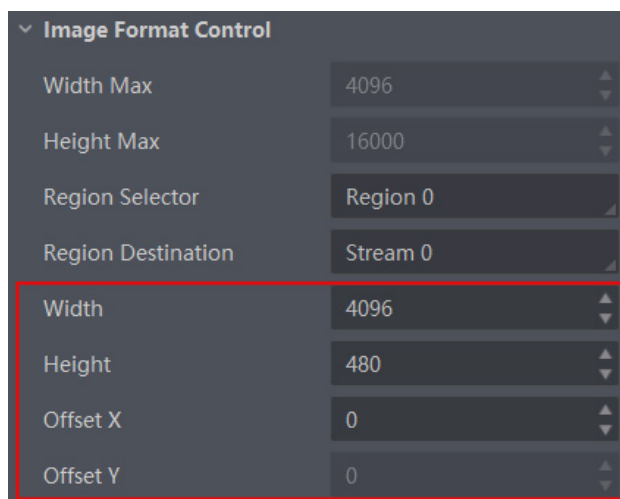 Image Format Control
Width Max 4096
Height Max 16000
Region Selector Region 0
Region Destination Stream 0
Width 4096
Height 480
Offset X 0
Offset Y 0